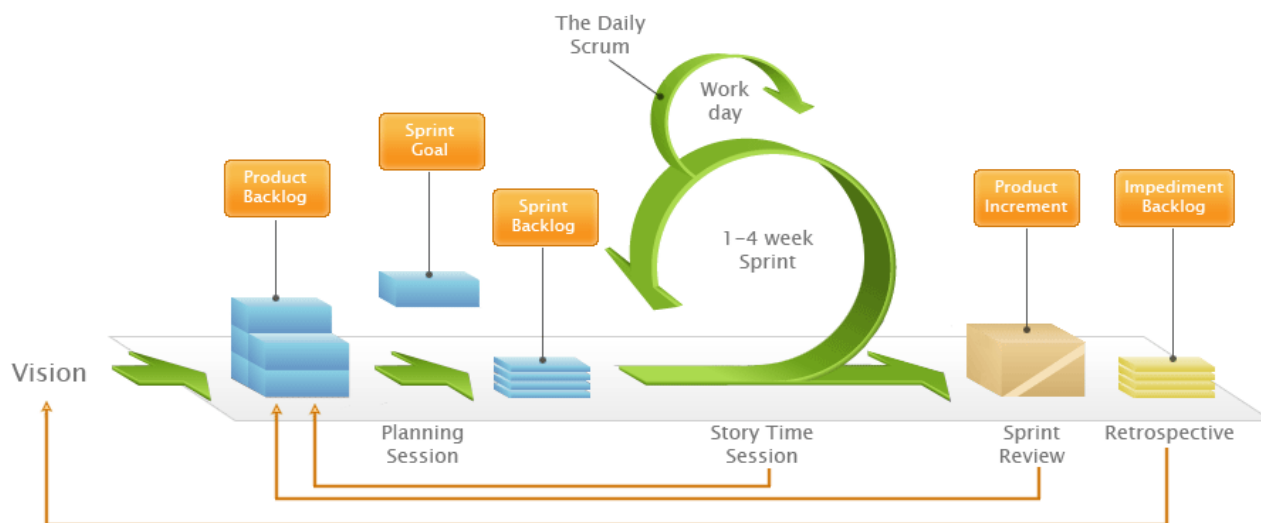 The Daily
Scrum
Work
day
Sprint
Goal
Product
Backlog
Sprint
Backlog
Product
Increment
Impediment
Backlog
1-4 week
Sprint
Vision
Planning
Session
Story Time
Session
Sprint
Review
Retrospective